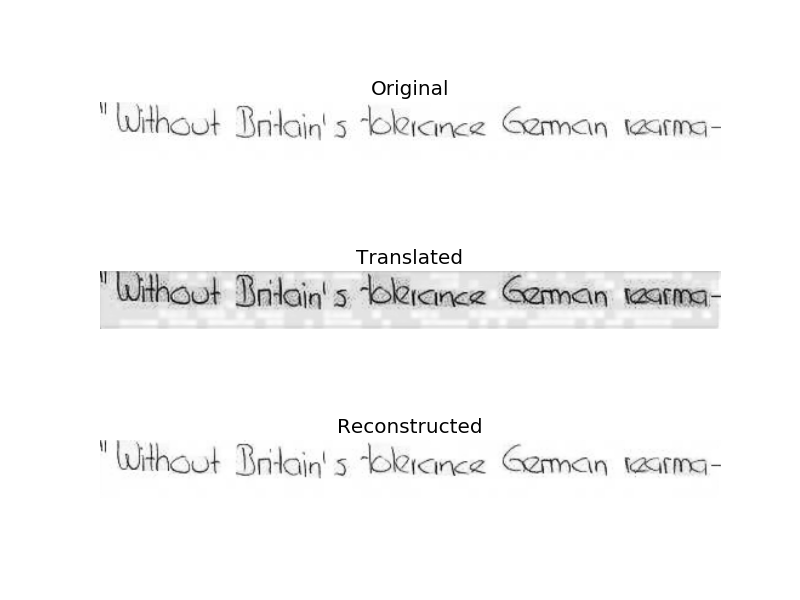 Original
"Without Britain's tolerance German rearma-
Translated
"Without Britain's tolerance German rearma-
Reconstructed
"Without Britain's tolerance German rearma-